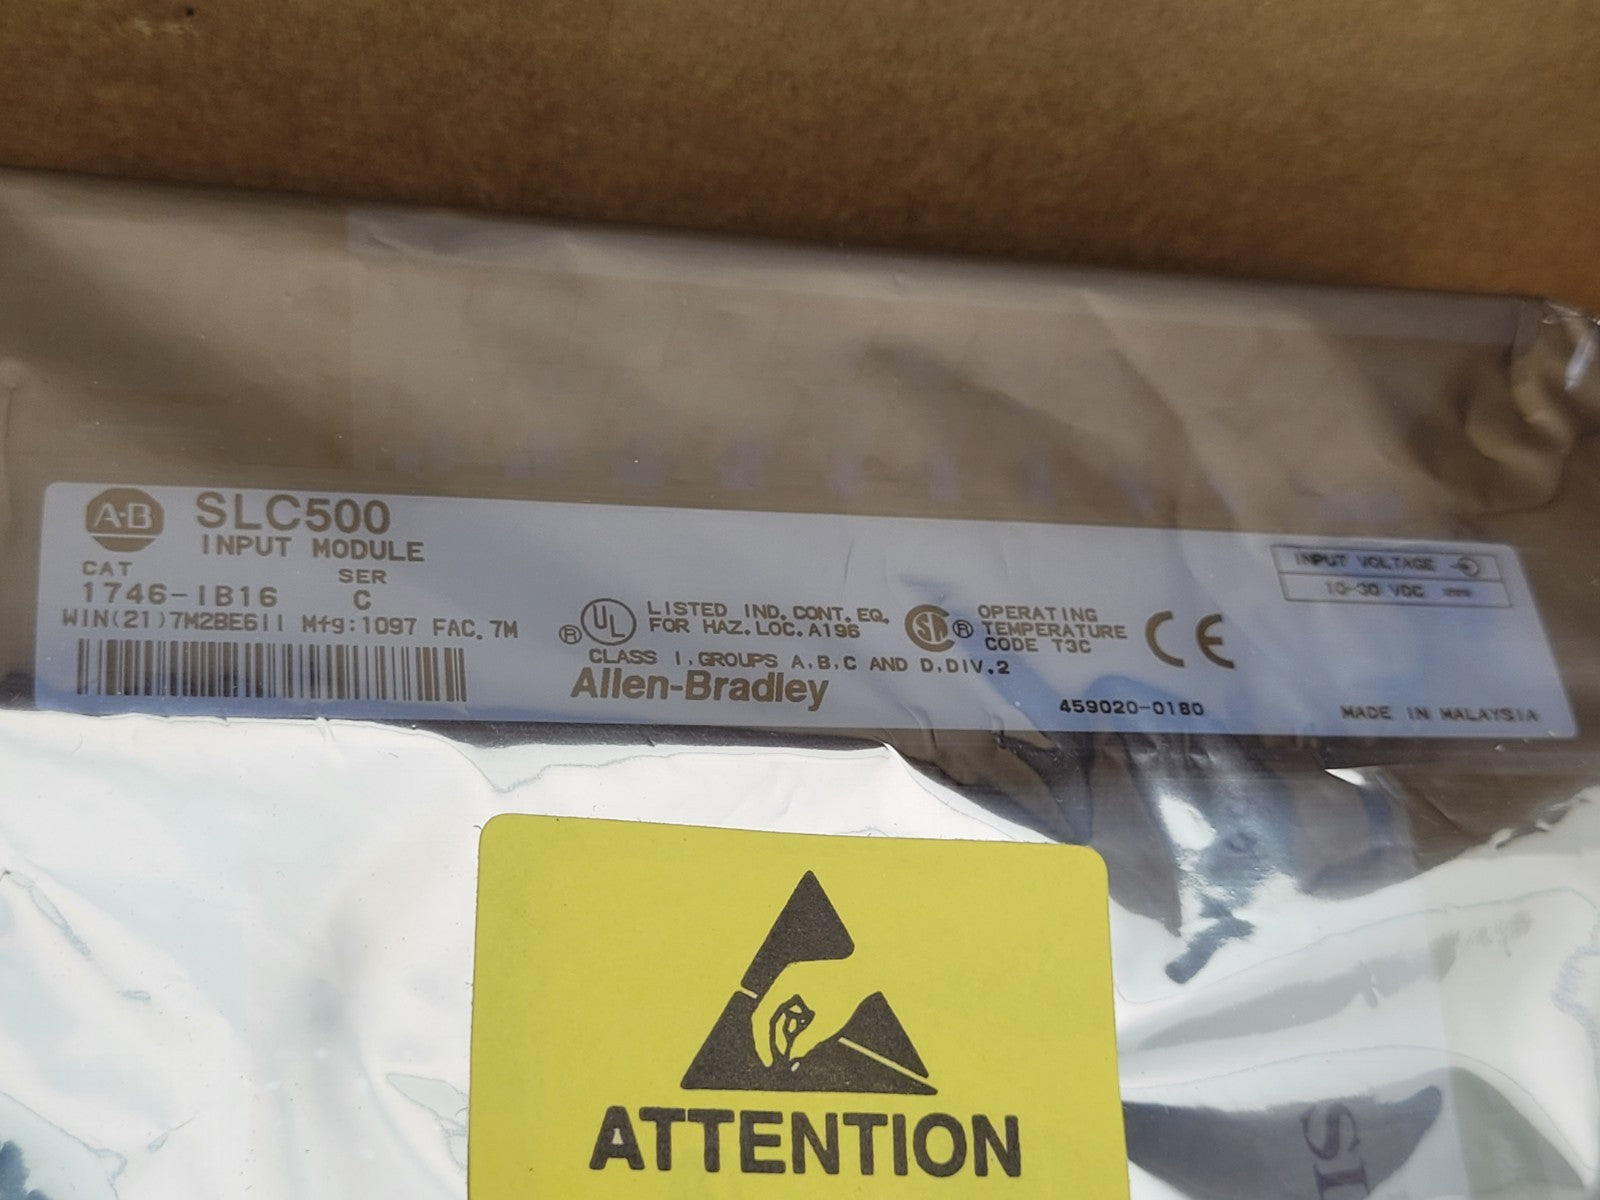 A-B SLC500
INPUT MODULE
CAT SER
1746-IB16 C
WIN(21)7M2BE6II Mfg:1097 FAC.7M
® UL LISTED IND. CONT. EQ.
FOR HAZ. LOC. A196
SA ® OPERATING
TEMPERATURE
CODE T3C
CE
CLASS I, GROUPS A, B, C AND D, DIV.2
Allen-Bradley
459020-0180
INPUT VOLTAGE
10-30 VDC
MADE IN MALAYSIA
ATTENTION